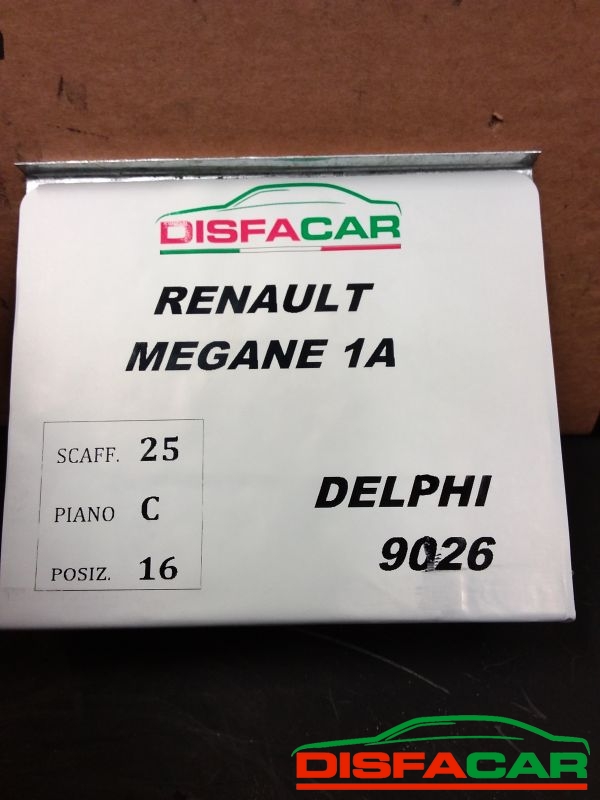 DISFACAR
RENAULT
MEGANE 1A
SCAFF. 25
PIANO C
POSIZ. 16
DELPHI
9026
DISFACAR